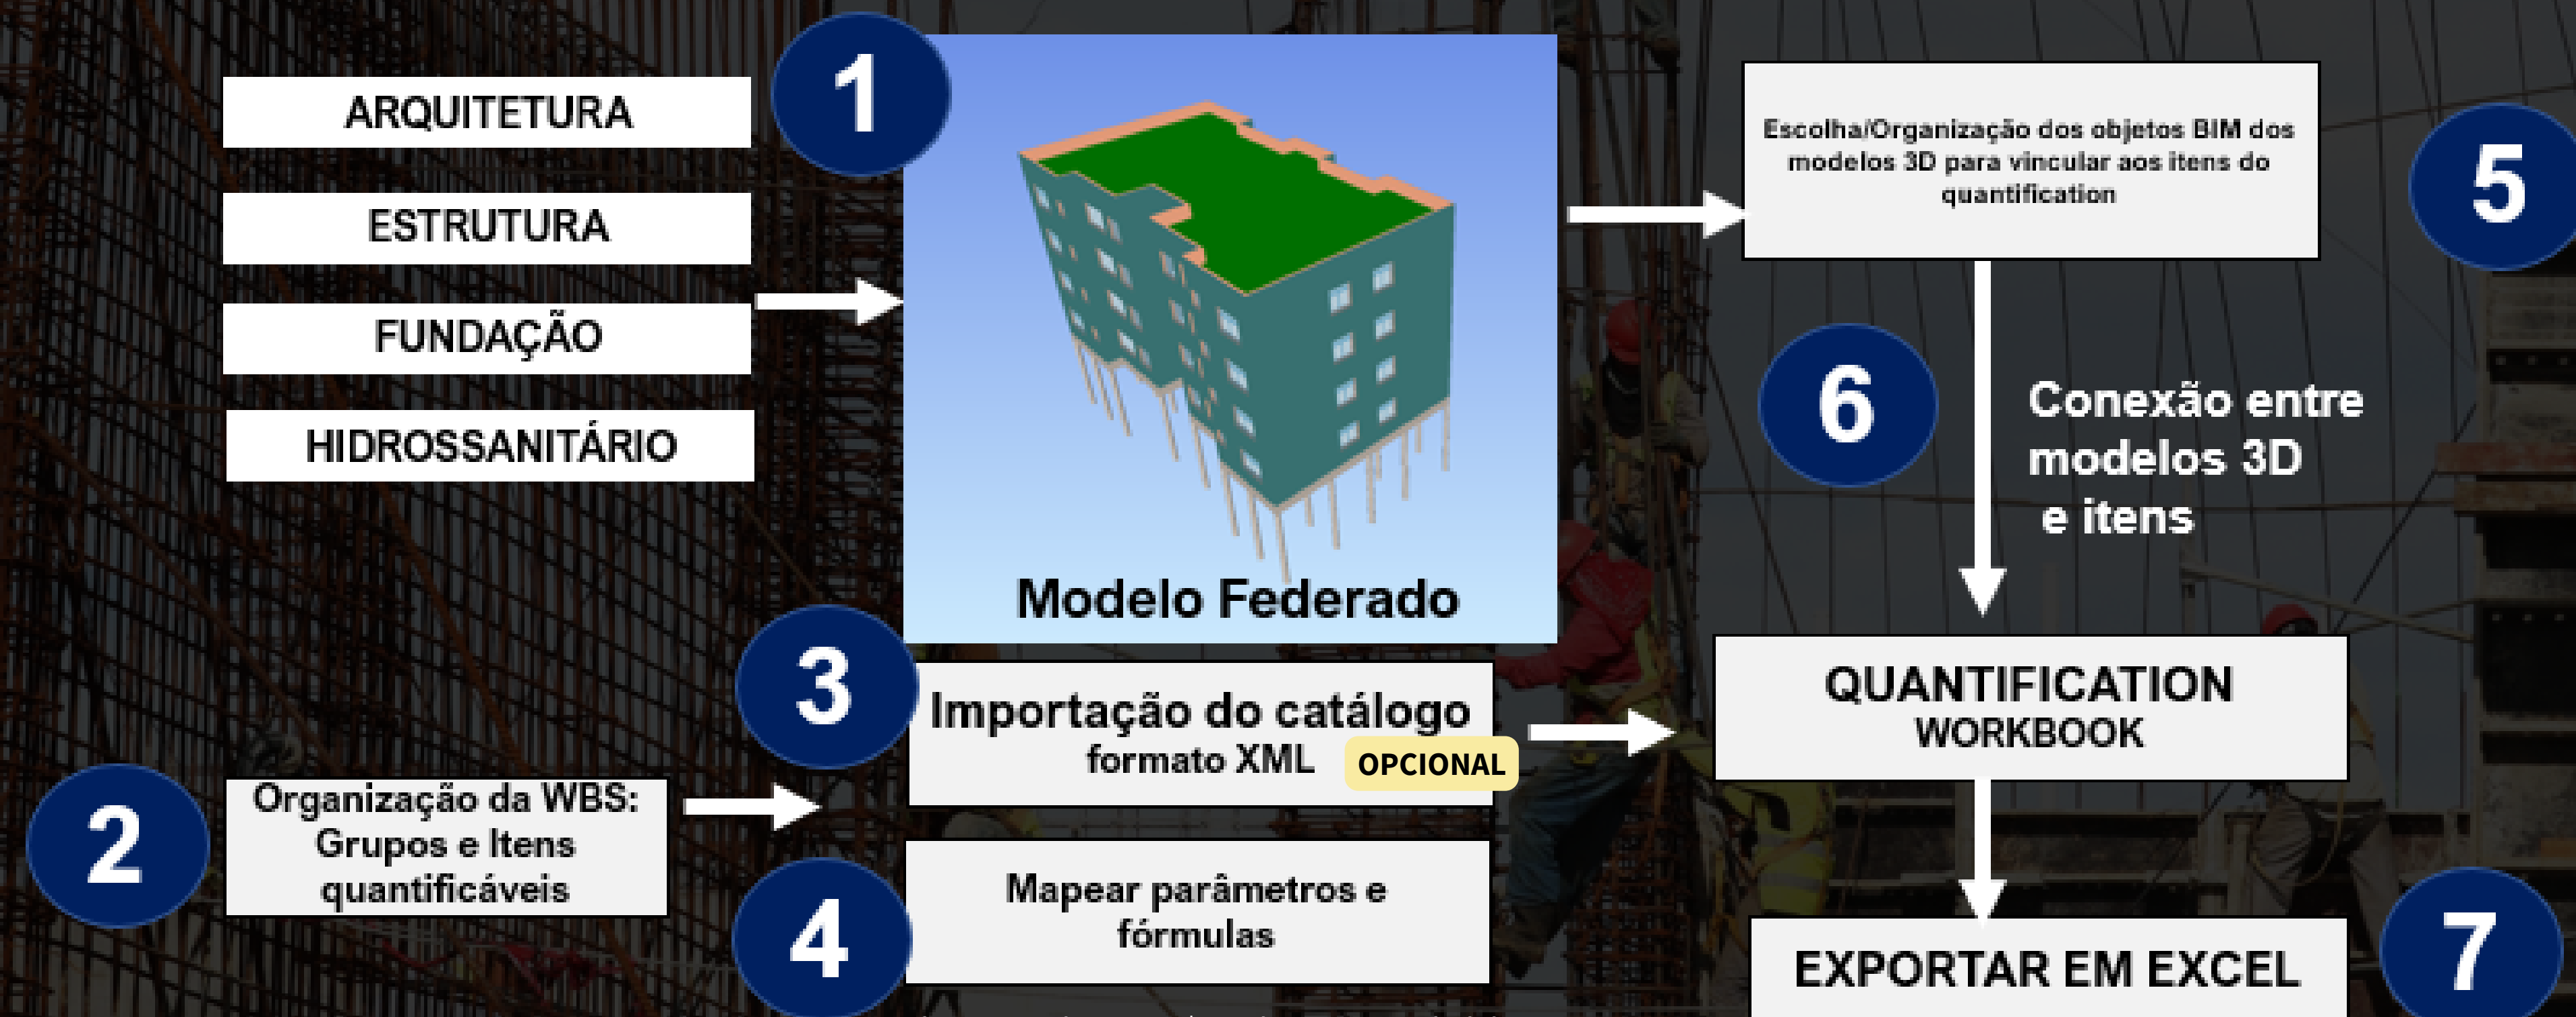 1
ARQUITETURA
ESTRUTURA
FUNDAÇÃO
HIDROSSANITÁRIO
Modelo Federado
2
Organização da WBS:
Grupos e Itens
quantificáveis
3
Importação do catálogo
formato XML
OPCIONAL
4
Mapear parâmetros e
fórmulas
5
Escolha/Organização dos objetos BIM dos
modelos 3D para vincular aos itens do
quantification
6
Conexão entre
modelos 3D
e itens
QUANTIFICATION
WORKBOOK
7
EXPORTAR EM EXCEL